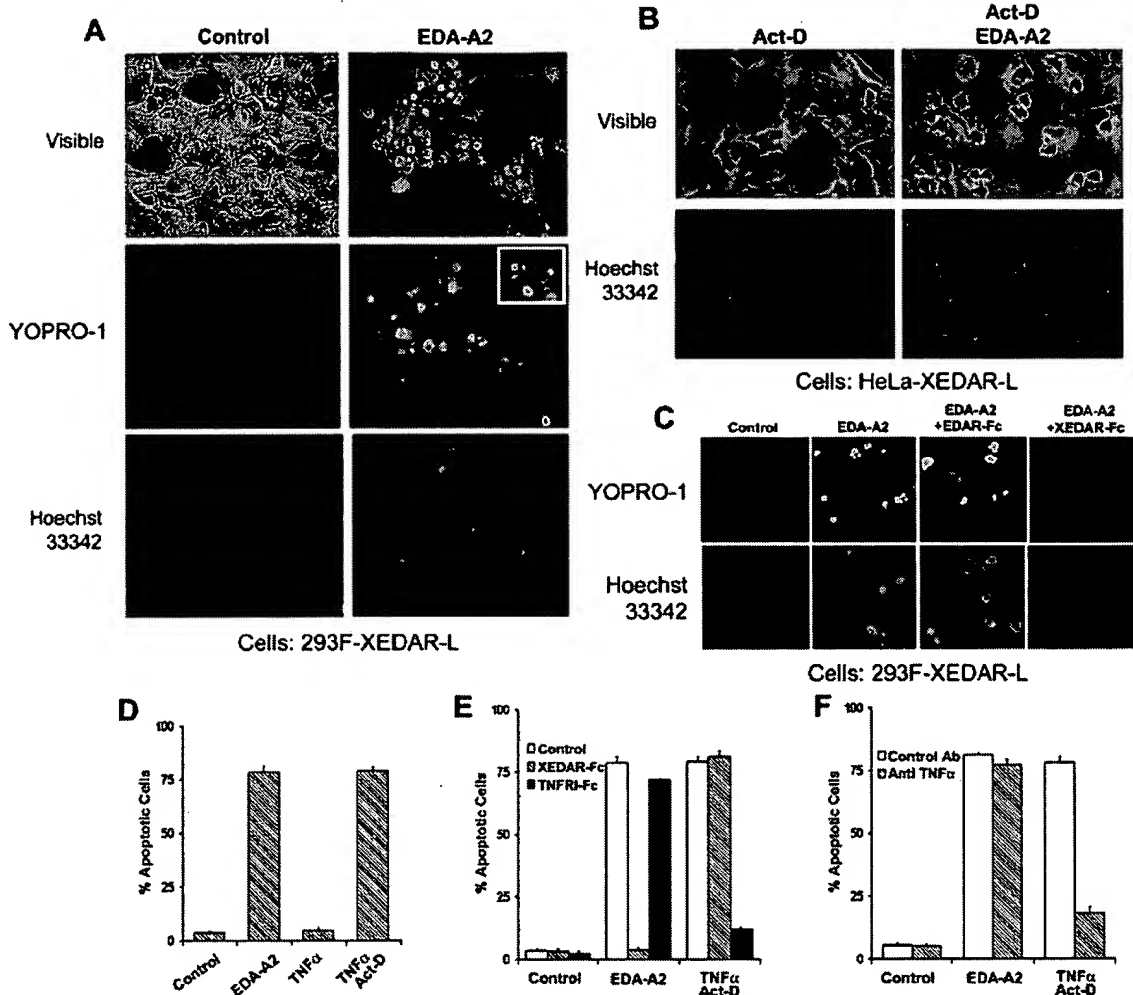 A
Control
EDA-A2
Visible
YOPRO-1
Hoechst
33342
Cells: 293F-XEDAR-L
B
Act-D
Act-D
EDA-A2
Visible
Hoechst
33342
Cells: HeLa-XEDAR-L
C
Control
EDA-A2
EDA-A2
+EDAR-Fc
EDA-A2
+XEDAR-Fc
YOPRO-1
Hoechst
33342
Cells: 293F-XEDAR-L
D
% Apoptotic Cells
100
75
50
25
0
Control
EDA-A2
TNFα
TNFα
Act-D
E
% Apoptotic Cells
100
75
50
25
0
Control
XEDAR-Fc
TNFRI-Fc
Control
EDA-A2
TNFα
Act-D
F
% Apoptotic Cells
100
75
50
25
0
Control Ab
Anti TNFα
Control
EDA-A2
TNFα
Act-D